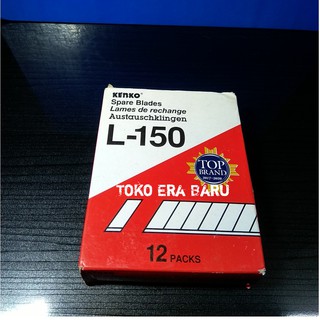 KENKO
Spare Blades
Lames de rechange
Austauschklingen
L-150
TOP
BRAND
TOKO ERA BARU
12 PACKS